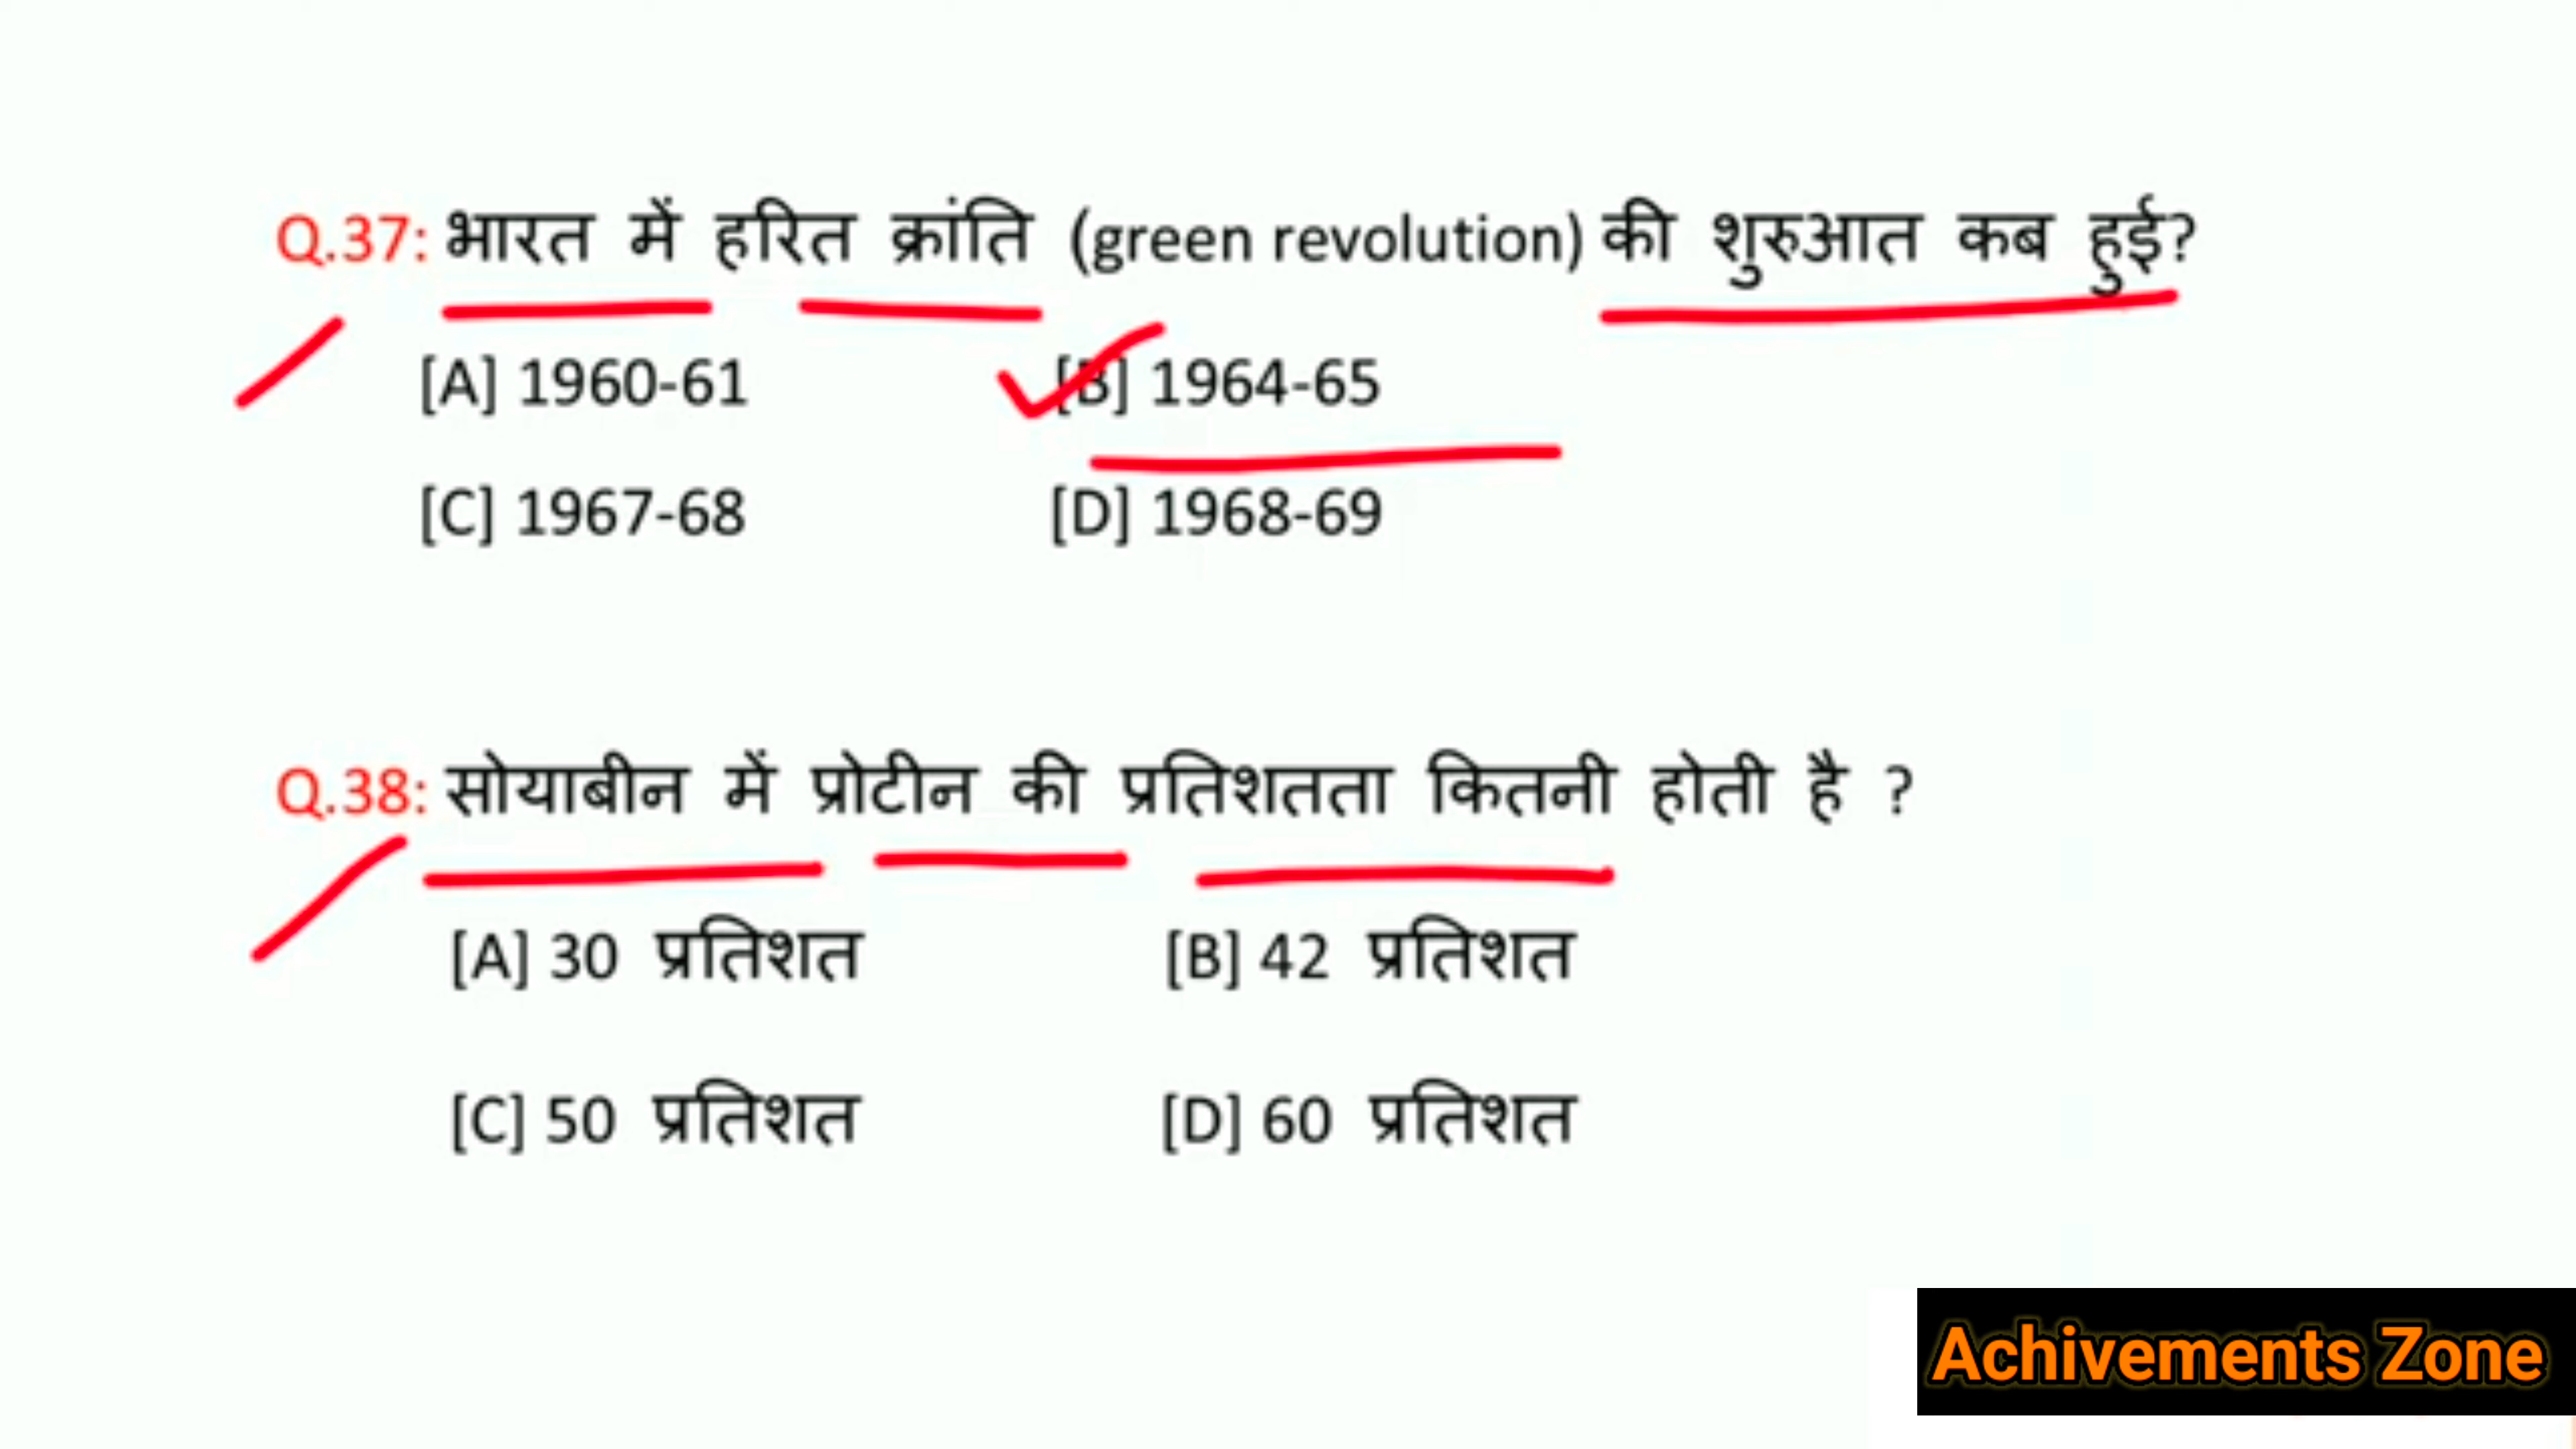 Q.37: भारत में हरित क्रांति (green revolution) की शुरुआत कब हुई?
[A] 1960-61 [B] 1964-65
[C] 1967-68 [D] 1968-69
Q.38: सोयाबीन में प्रोटीन की प्रतिशतता कितनी होती है ?
[A] 30 प्रतिशत [B] 42 प्रतिशत
[C] 50 प्रतिशत [D] 60 प्रतिशत
Achivements Zone